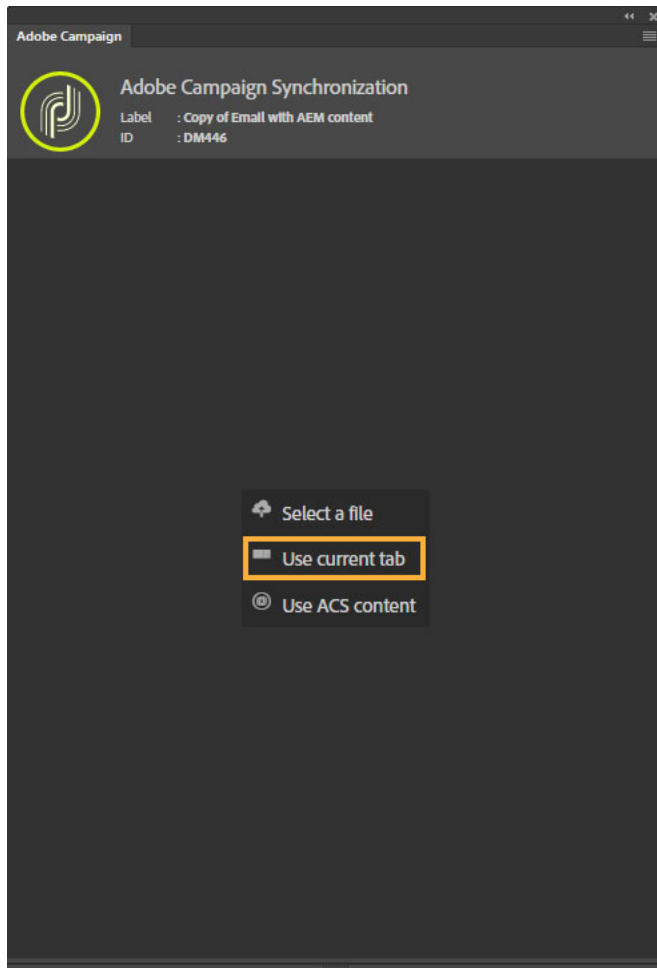 Adobe Campaign
Adobe Campaign Synchronization
Label : Copy of Email with AEM content
ID : DM446
Select a file
Use current tab
Use ACS content